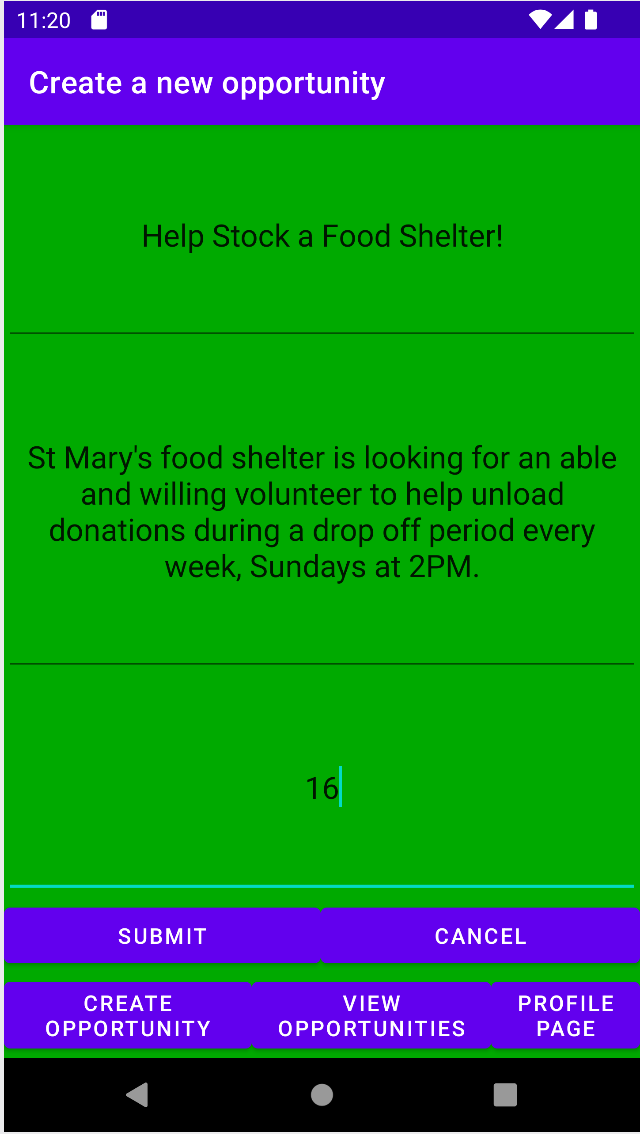 11:20
Create a new opportunity
Help Stock a Food Shelter!
St Mary's food shelter is looking for an able
and willing volunteer to help unload
donations during a drop off period every
week, Sundays at 2PM.
16
SUBMIT
CANCEL
CREATE
OPPORTUNITY
VIEW
OPPORTUNITIES
PROFILE
PAGE